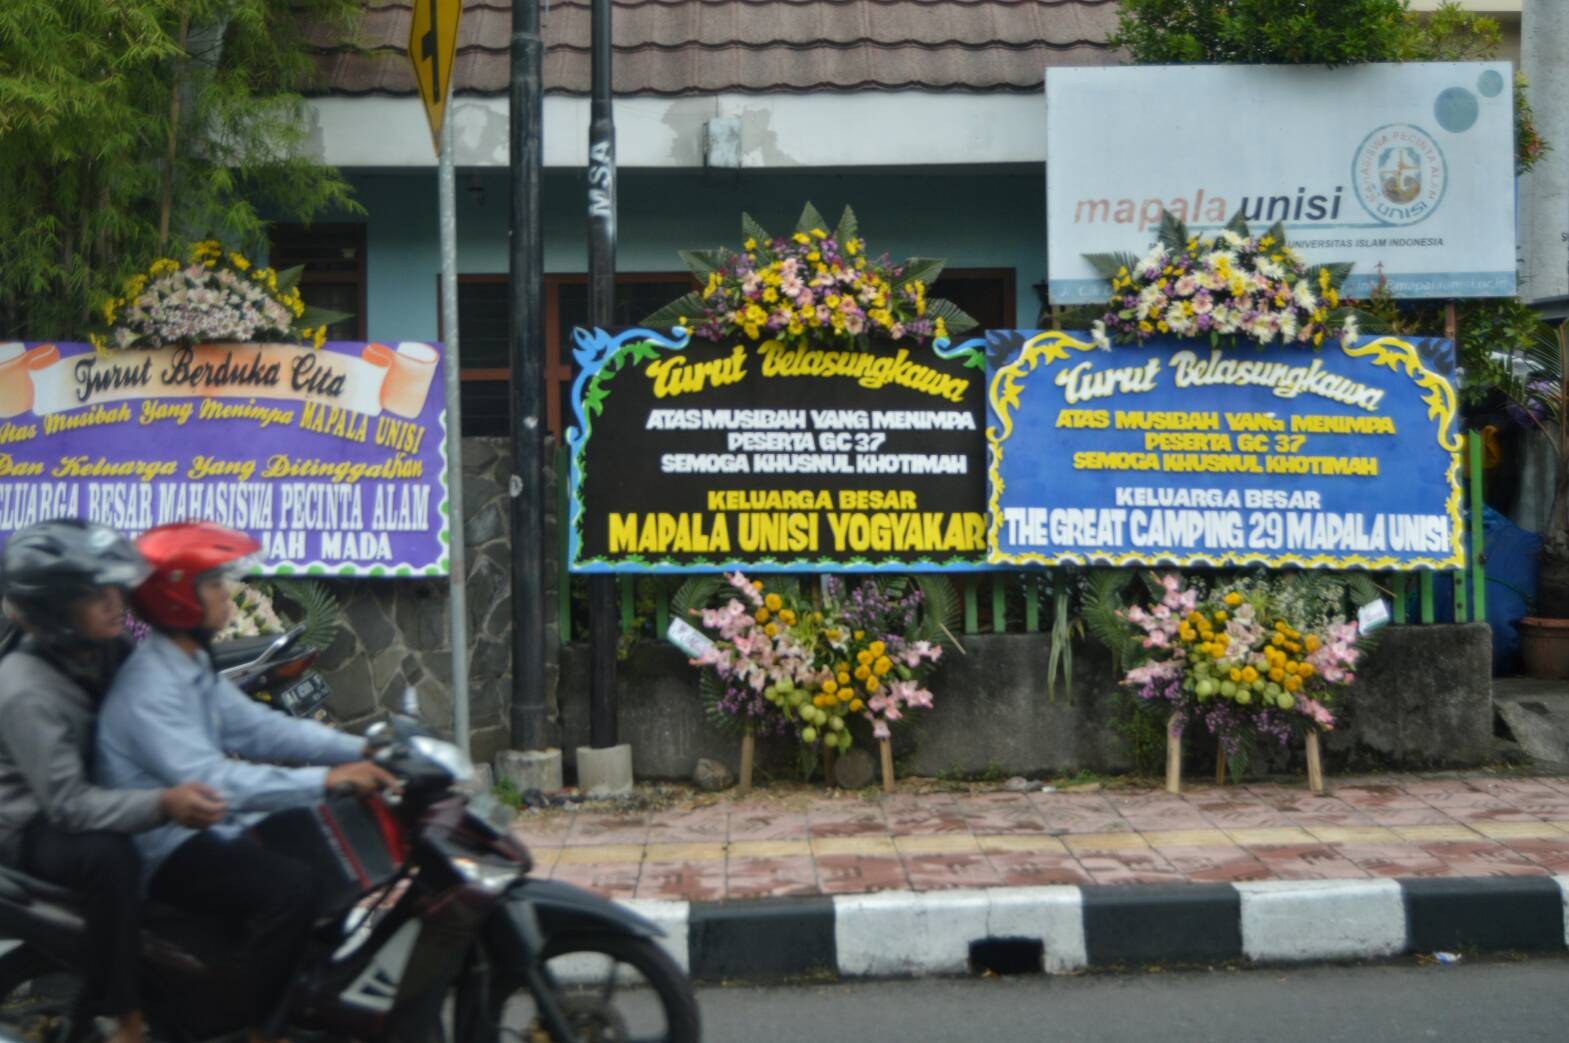 MSA
mapala unisi
UNIVERSITAS ISLAM INDONESIA
UNISI
Turut Berduka Cita
Atas Musibah Yang Menimpa MAPALA UNISI
Dan Keluarga Yang Ditinggalkan
KELUARGA BESAR MAHASISWA PECINTA ALAM
JAH MADA
Turut Belasungkawa
ATAS MUSIBAH YANG MENIMPA
PESERTA GC 37
SEMOGA KHUSNUL KHOTIMAH
KELUARGA BESAR
MAPALA UNISI YOGYAKAR
Turut Belasungkawa
ATAS MUSIBAH YANG MENIMPA
PESERTA GC 37
SEMOGA KHUSNUL KHOTIMAH
KELUARGA BESAR
THE GREAT CAMPING 29 MAPALA UNISI